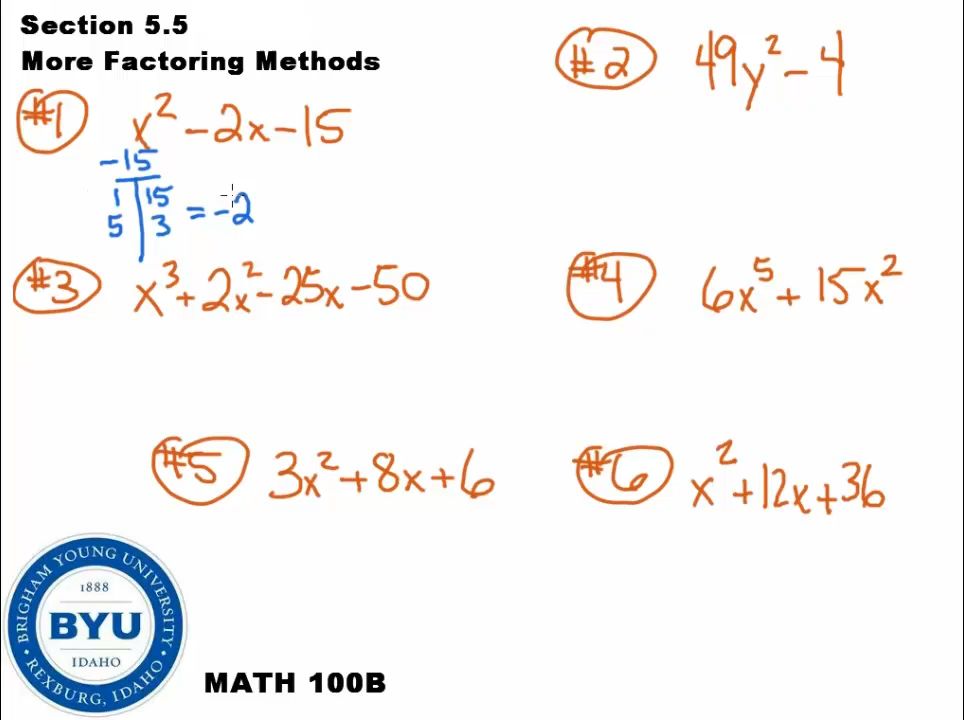 Section 5.5
More Factoring Methods
#1 x² - 2x - 15
-15
1 15
5 3 = -2
#2 49y² - 4
#3 x³ + 2x² - 25x - 50
#4 6x⁵ + 15x²
#5 3x² + 8x + 6
#6 x² + 12x + 36
BRIGHAM YOUNG UNIVERSITY
1888
BYU
IDAHO
• REXBURG, IDAHO •
MATH 100B